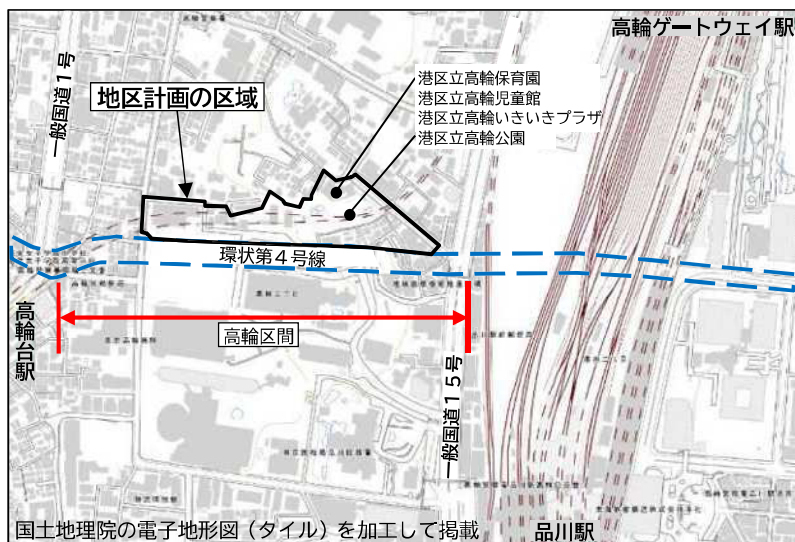 高輪ゲートウェイ駅
一般国道１号
地区計画の区域
港区立高輪保育園
港区立高輪児童館
港区立高輪いきいきプラザ
港区立高輪公園
環状第４号線
高輪台駅
高輪区間
一般国道１５号
国土地理院の電子地形図（タイル）を加工して掲載
品川駅